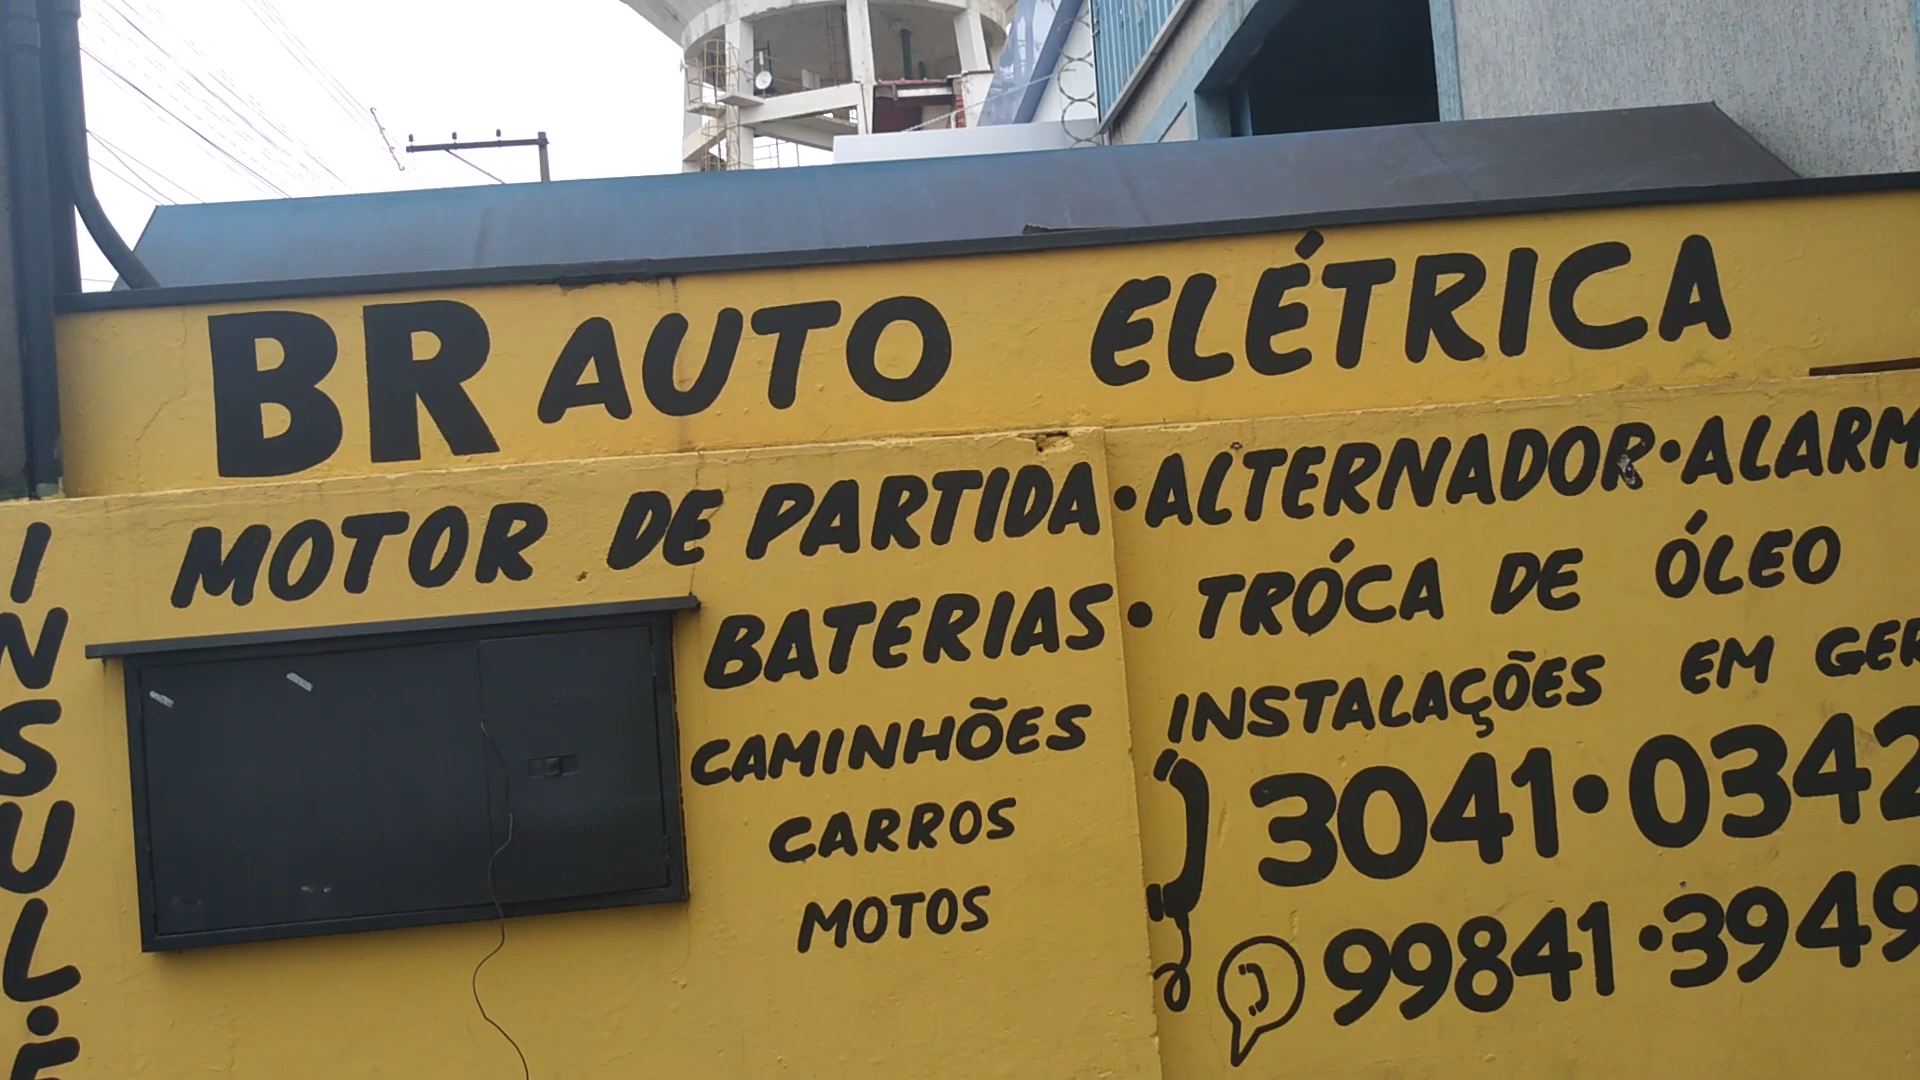 BR AUTO ELÉTRICA
MOTOR DE PARTIDA • ALTERNADOR • ALARM
BATERIAS • TRÓCA DE ÓLEO
CAMINHÕES
CARROS
MOTOS
INSTALAÇÕES EM GER
3041•0342
99841•3949
INSUL.F